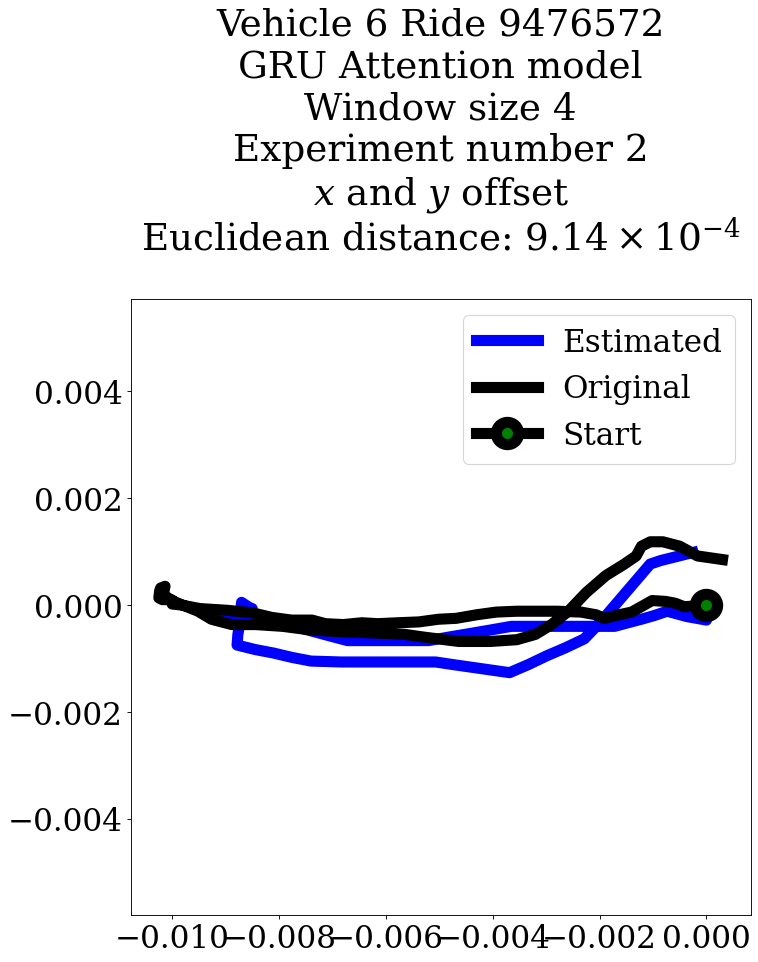 Vehicle 6 Ride 9476572
GRU Attention model
Window size 4
Experiment number 2
x and y offset
Euclidean distance: 9.14 × 10⁻⁴
Estimated
Original
Start
0.004
0.002
0.000
−0.002
−0.004
−0.010 −0.008 −0.006 −0.004 −0.002 0.000